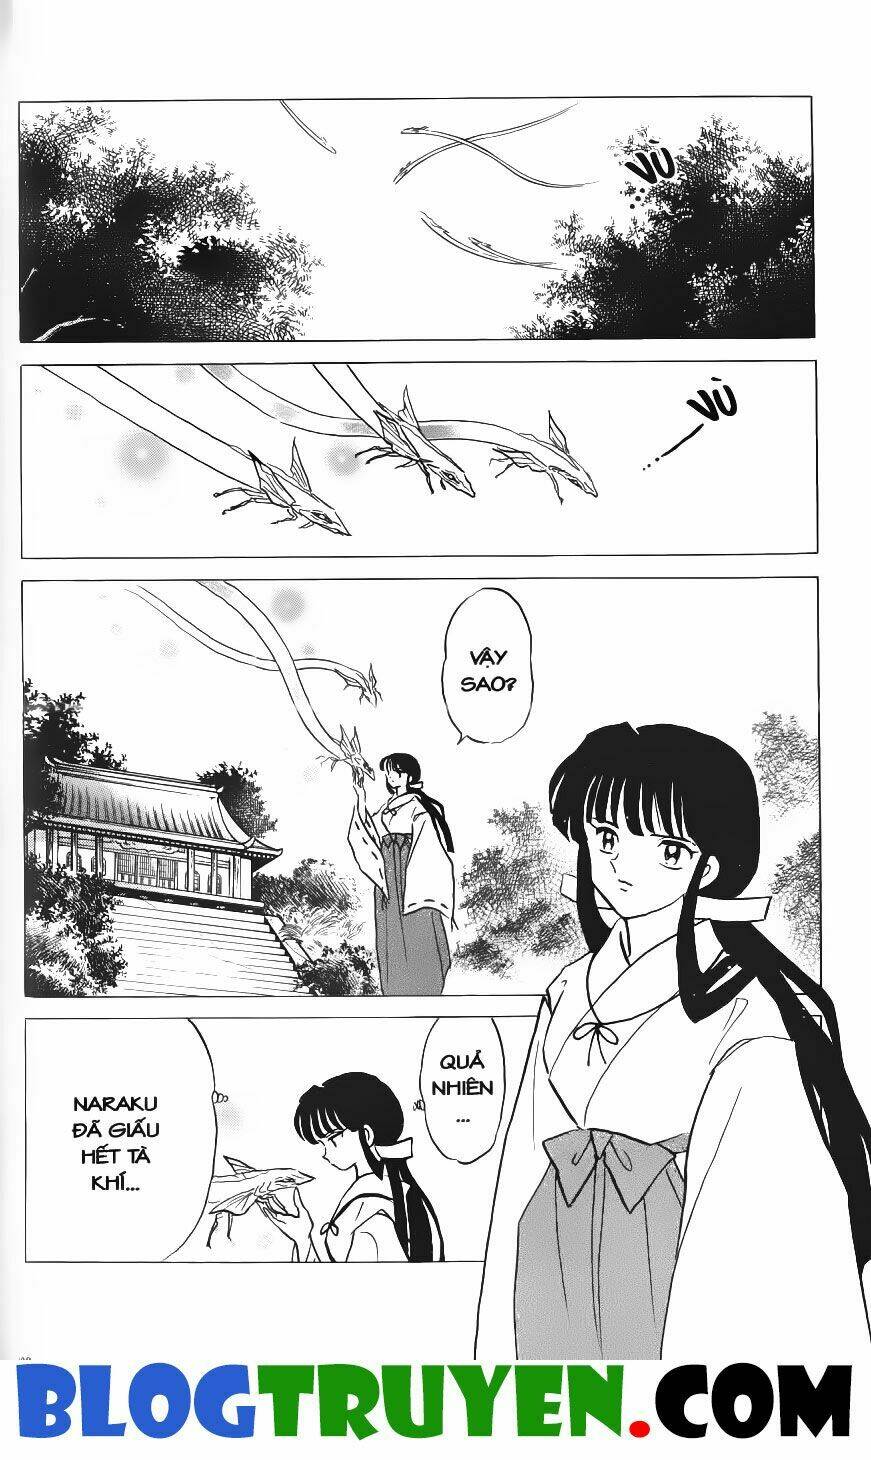 VÙ
VÙ
VẬY
SAO?
QUẢ
NHIÊN
...
NARAKU
ĐÃ GIẤU
HẾT TÀ
KHÍ...
BLOGTRUYEN.COM